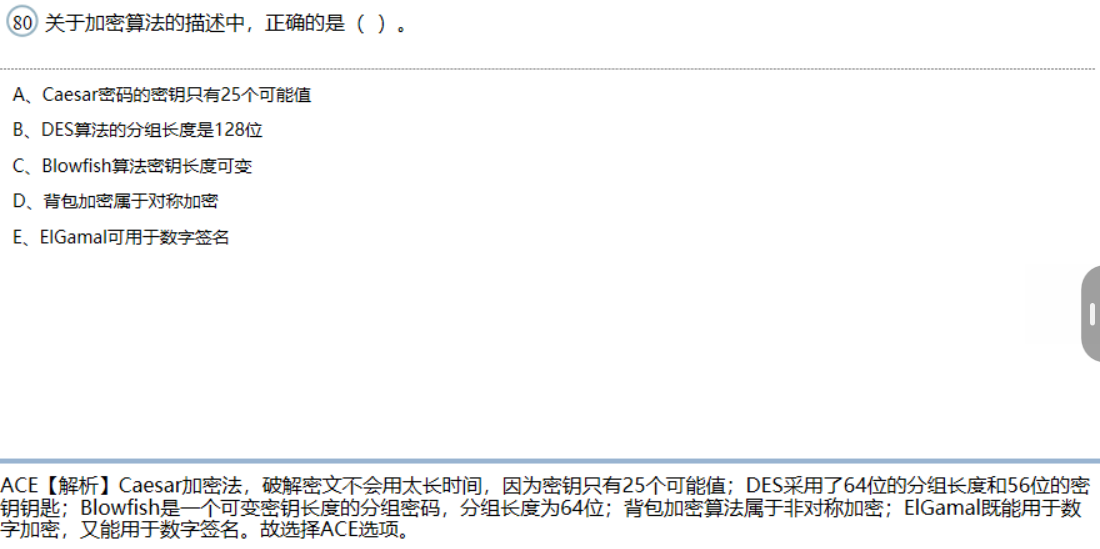 80 关于加密算法的描述中，正确的是（ ）。
A、Caesar密码的密钥只有25个可能值
B、DES算法的分组长度是128位
C、Blowfish算法密钥长度可变
D、背包加密属于对称加密
E、ElGamal可用于数字签名
ACE【解析】Caesar加密法，破解密文不会用太长时间，因为密钥只有25个可能值；DES采用了64位的分组长度和56位的密
钥钥匙；Blowfish是一个可变密钥长度的分组密码，分组长度为64位；背包加密算法属于非对称加密；ElGamal既能用于数
字加密，又能用于数字签名。故选择ACE选项。